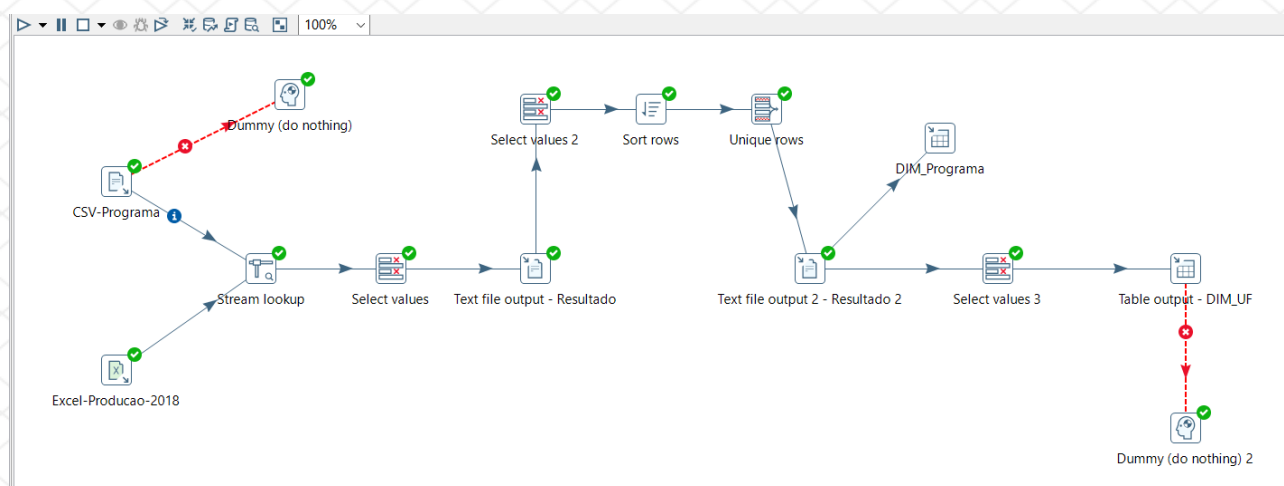 100%
Dummy (do nothing)
Select values 2
Sort rows
Unique rows
DIM_Programa
CSV-Programa
Stream lookup
Select values
Text file output - Resultado
Text file output 2 - Resultado 2
Select values 3
Table output - DIM_UF
Excel-Producao-2018
Dummy (do nothing) 2